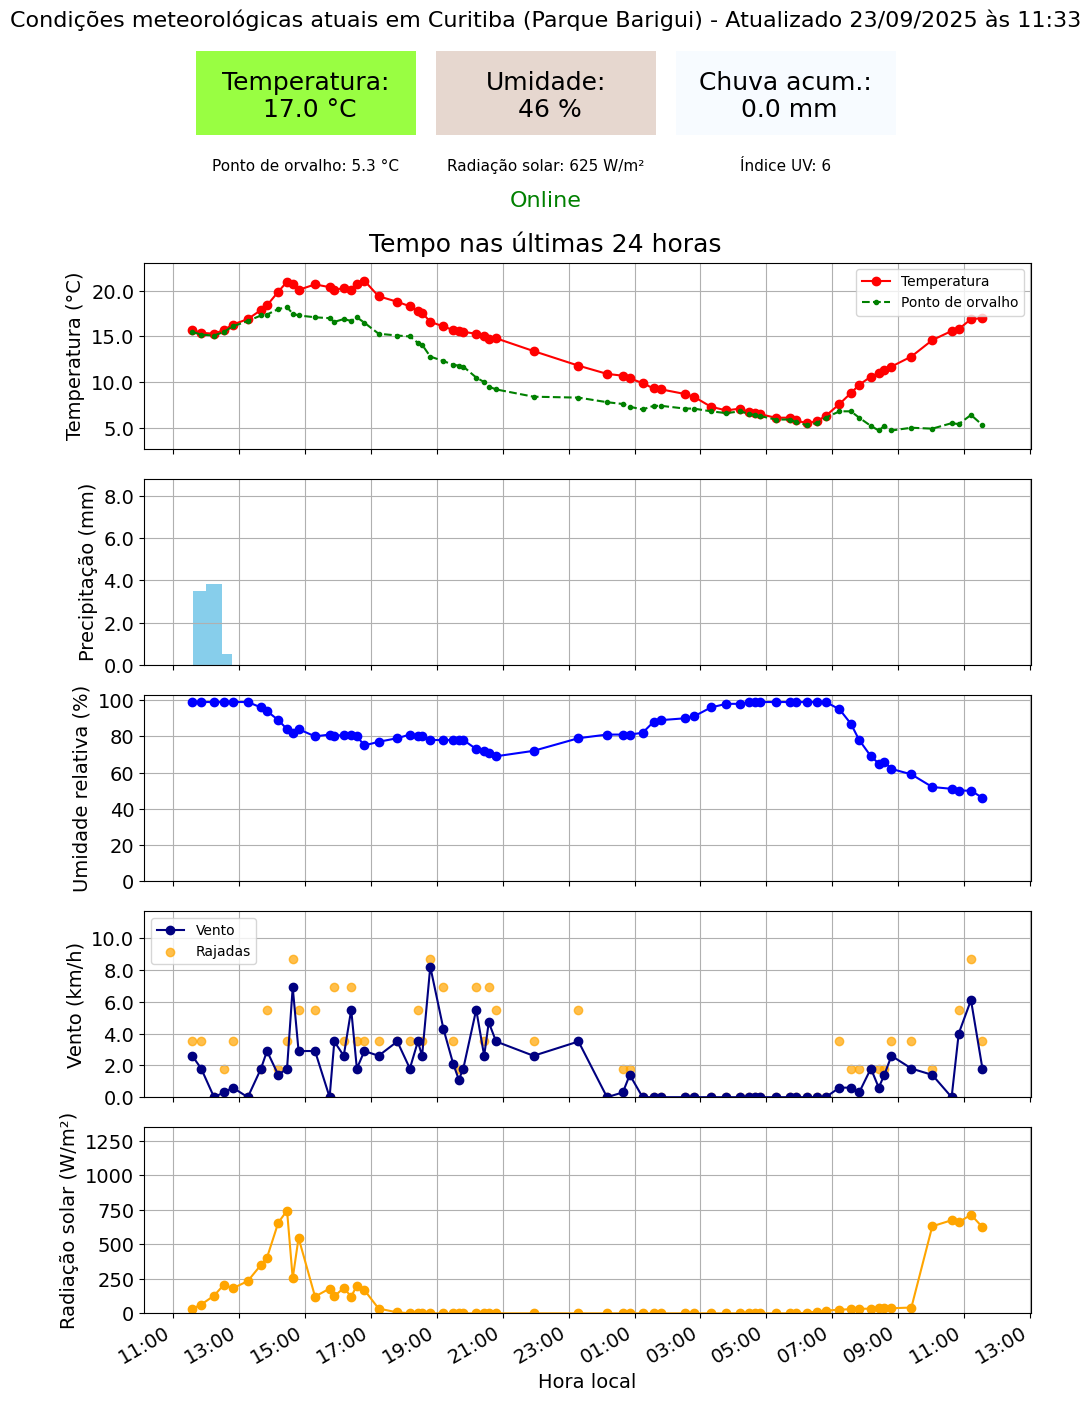 Condições meteorológicas atuais em Curitiba (Parque Barigui) - Atualizado 23/09/2025 às 11:33
Temperatura:
17.0 °C
Umidade:
46 %
Chuva acum.:
0.0 mm
Ponto de orvalho: 5.3 °C
Radiação solar: 625 W/m²
Índice UV: 6
Online
Tempo nas últimas 24 horas
Temperatura (°C)
20.0
15.0
10.0
5.0
Temperatura
Ponto de orvalho
Precipitação (mm)
8.0
6.0
4.0
2.0
0.0
Umidade relativa (%)
100
80
60
40
20
0
Vento (km/h)
10.0
8.0
6.0
4.0
2.0
0.0
Vento
Rajadas
Radiação solar (W/m²)
1250
1000
750
500
250
0
11:00
13:00
15:00
17:00
19:00
21:00
23:00
01:00
03:00
05:00
07:00
09:00
11:00
13:00
Hora local